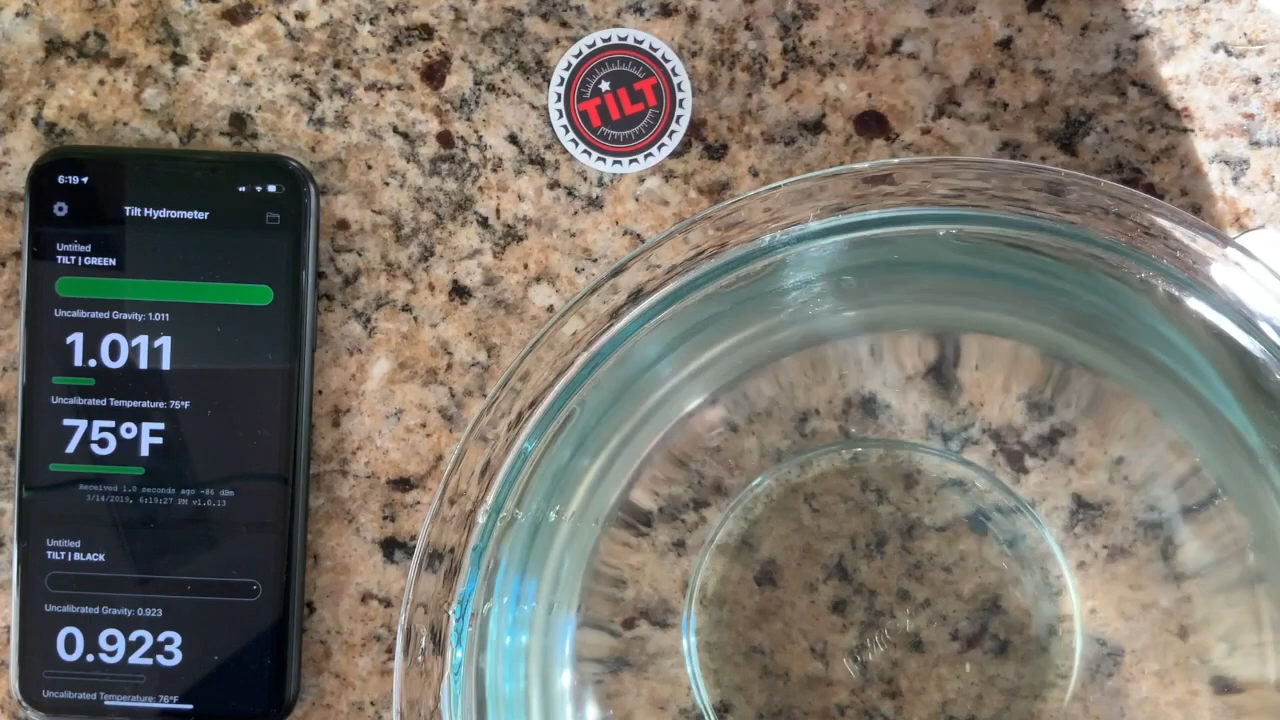 6:19
Tilt Hydrometer
Untitled
TILT | GREEN
Uncalibrated Gravity: 1.011
1.011
Uncalibrated Temperature: 75°F
75°F
Received 1.0 seconds ago -86 dBm
3/14/2019, 6:19:27 PM v1.0.13
Untitled
TILT | BLACK
Uncalibrated Gravity: 0.923
0.923
Uncalibrated Temperature: 76°F
TILT